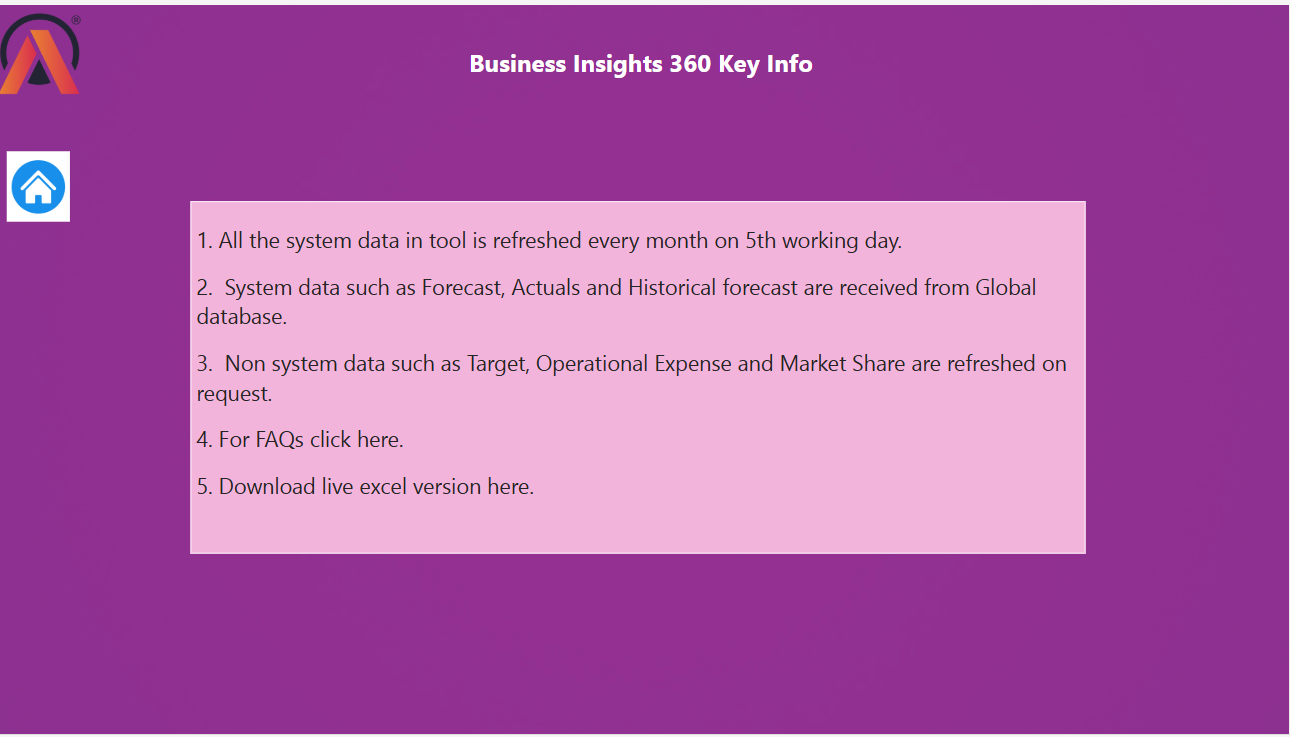 ®
Business Insights 360 Key Info
1. All the system data in tool is refreshed every month on 5th working day.
2.  System data such as Forecast, Actuals and Historical forecast are received from Global
database.
3.  Non system data such as Target, Operational Expense and Market Share are refreshed on
request.
4. For FAQs click here.
5. Download live excel version here.